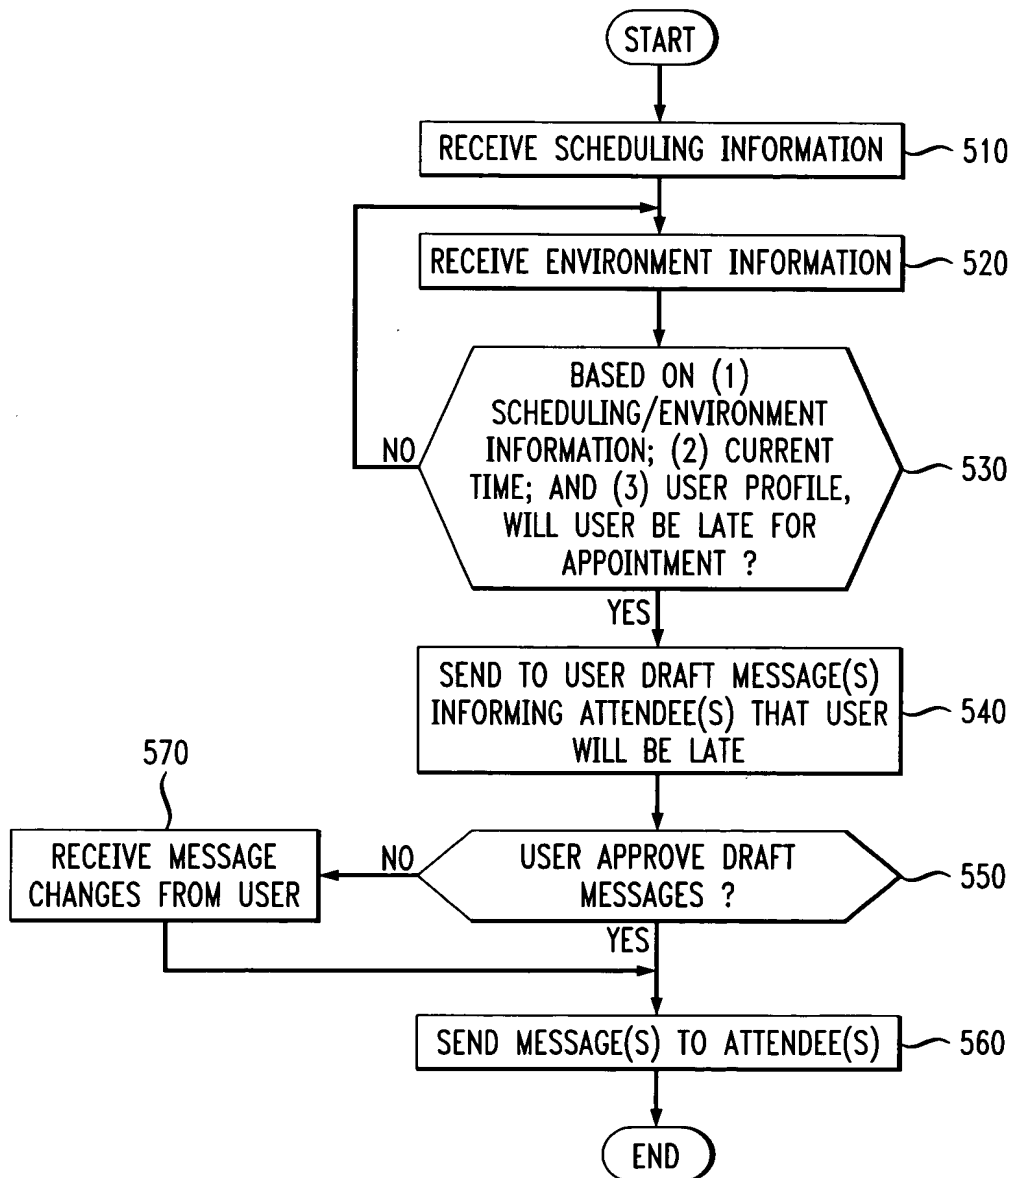 START
RECEIVE SCHEDULING INFORMATION
510
RECEIVE ENVIRONMENT INFORMATION
520
BASED ON (1)
SCHEDULING/ENVIRONMENT
INFORMATION; (2) CURRENT
TIME; AND (3) USER PROFILE,
WILL USER BE LATE FOR
APPOINTMENT ?
NO
530
YES
SEND TO USER DRAFT MESSAGE(S)
INFORMING ATTENDEE(S) THAT USER
WILL BE LATE
540
570
RECEIVE MESSAGE
CHANGES FROM USER
NO
USER APPROVE DRAFT
MESSAGES ?
550
YES
SEND MESSAGE(S) TO ATTENDEE(S)
560
END